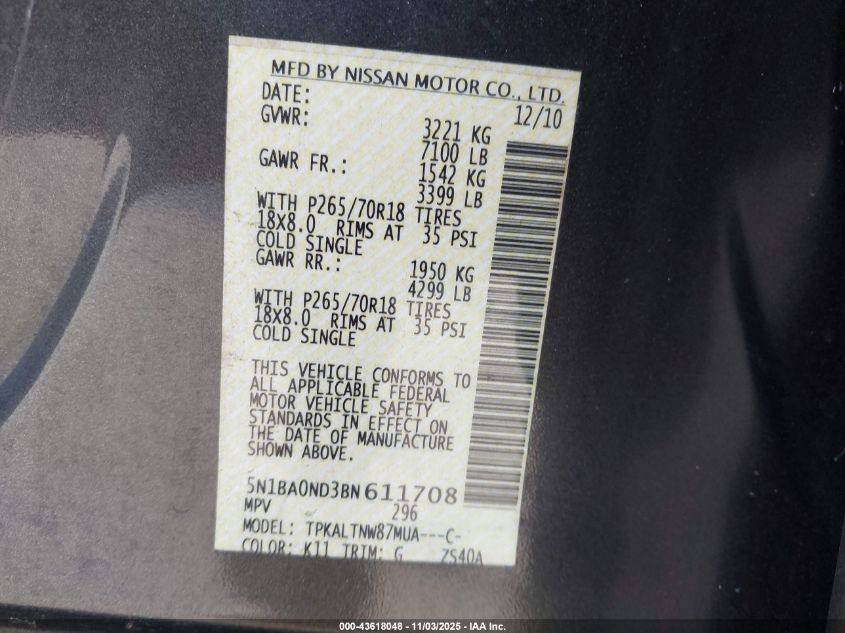 MFD BY NISSAN MOTOR CO., LTD.
DATE: 12/10
GVWR: 3221 KG
7100 LB
GAWR FR.: 1542 KG
3399 LB
WITH P265/70R18 TIRES
18X8.0 RIMS AT 35 PSI
COLD SINGLE
GAWR RR.: 1950 KG
4299 LB
WITH P265/70R18 TIRES
18X8.0 RIMS AT 35 PSI
COLD SINGLE
THIS VEHICLE CONFORMS TO
ALL APPLICABLE FEDERAL
MOTOR VEHICLE SAFETY
STANDARDS IN EFFECT ON
THE DATE OF MANUFACTURE
SHOWN ABOVE.
5N1BA0ND3BN611708
MPV 296
MODEL: TPKALTNW87MUA---C-
COLOR: K11 TRIM: G ZS40A
000-43618048 - 11/03/2025 - IAA Inc.